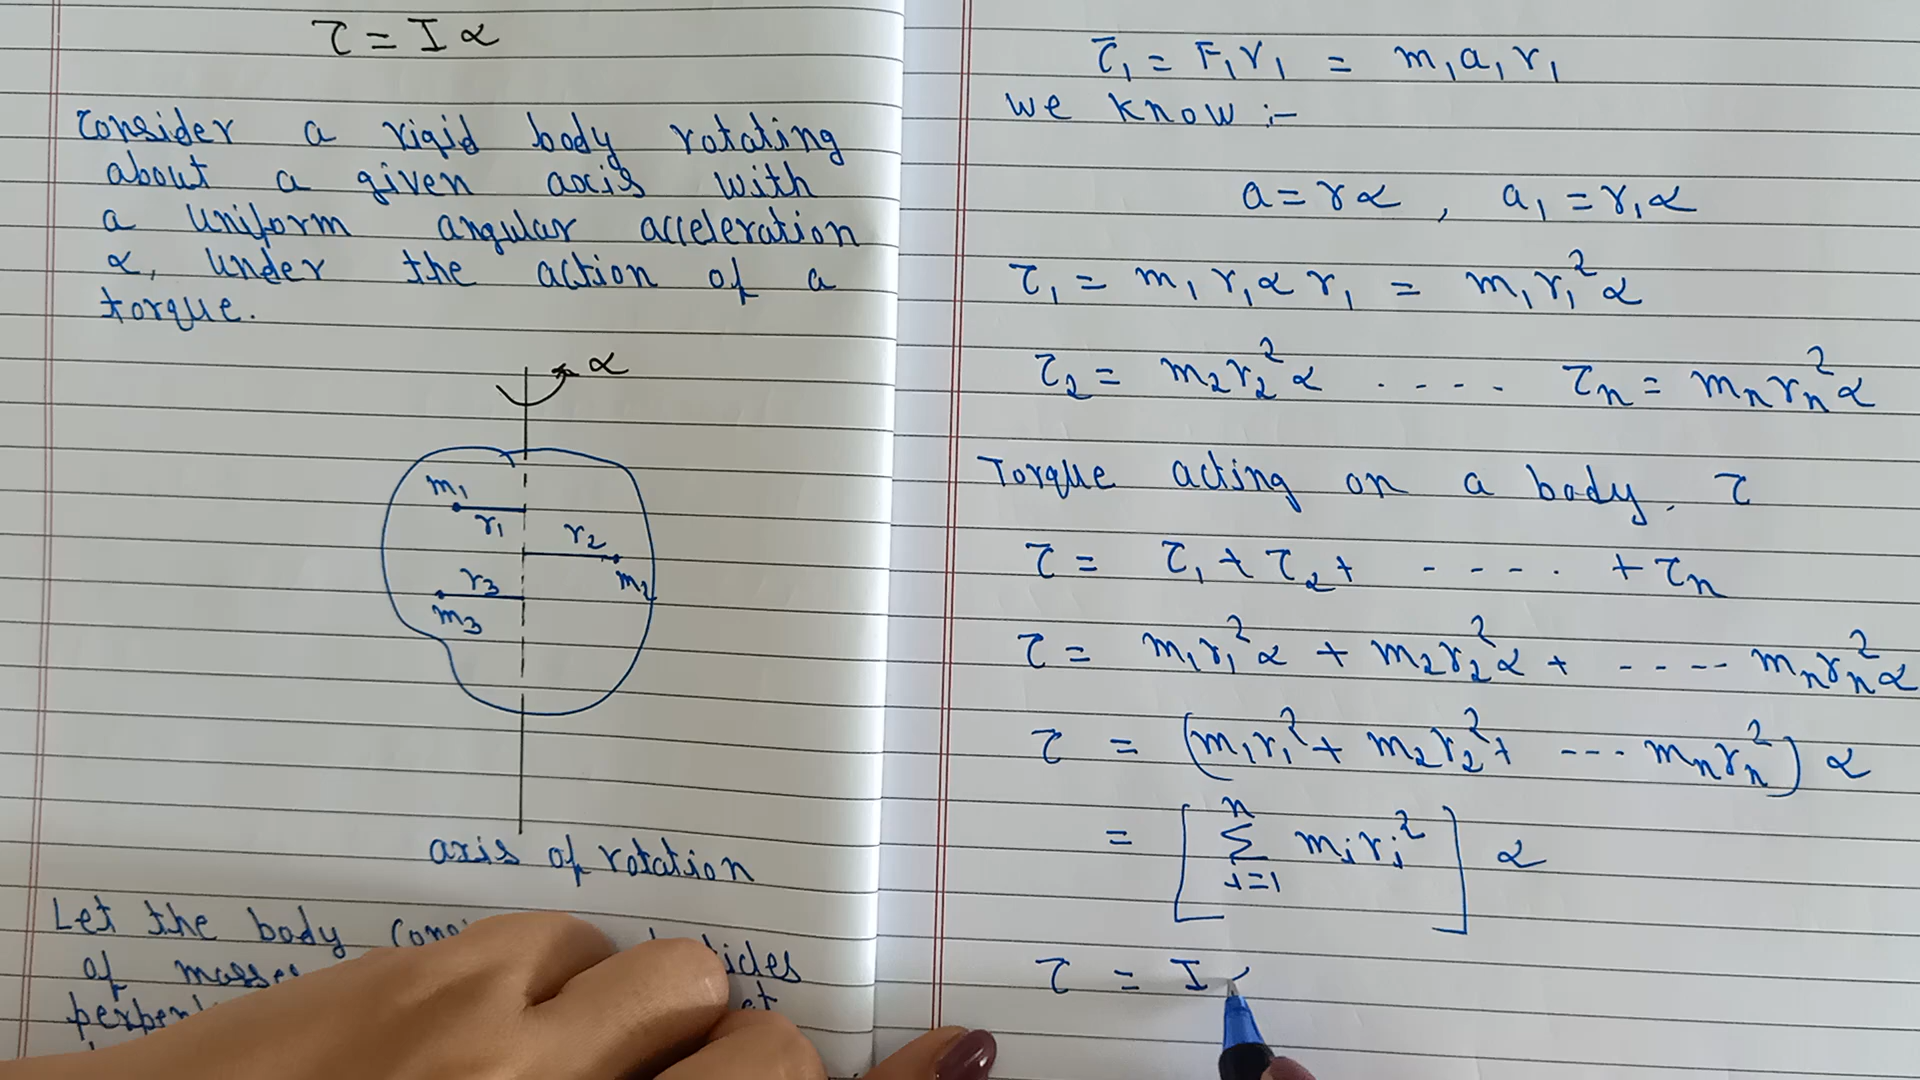 τ = I α
Consider a rigid body rotating
about a given axis with
a uniform angular acceleration
α, under the action of a
torque.
α
m₁
r₁
r₂
m₂
r₃
m₃
axis of rotation
Let the body
of
τ₁ = F₁r₁ = m₁a₁r₁
we know :-
a = rα , a₁ = r₁α
τ₁ = m₁r₁αr₁ = m₁r₁²α
τ₂ = m₂r₂²α ..... τn = mnrn²α
Torque acting on a body, τ
τ = τ₁ + τ₂ + ----- + τn
τ = m₁r₁²α + m₂r₂²α + ---- mnrn²α
τ = (m₁r₁² + m₂r₂² + --- mnrn²) α
= [ n Σ i=1 miri² ] α
τ = I